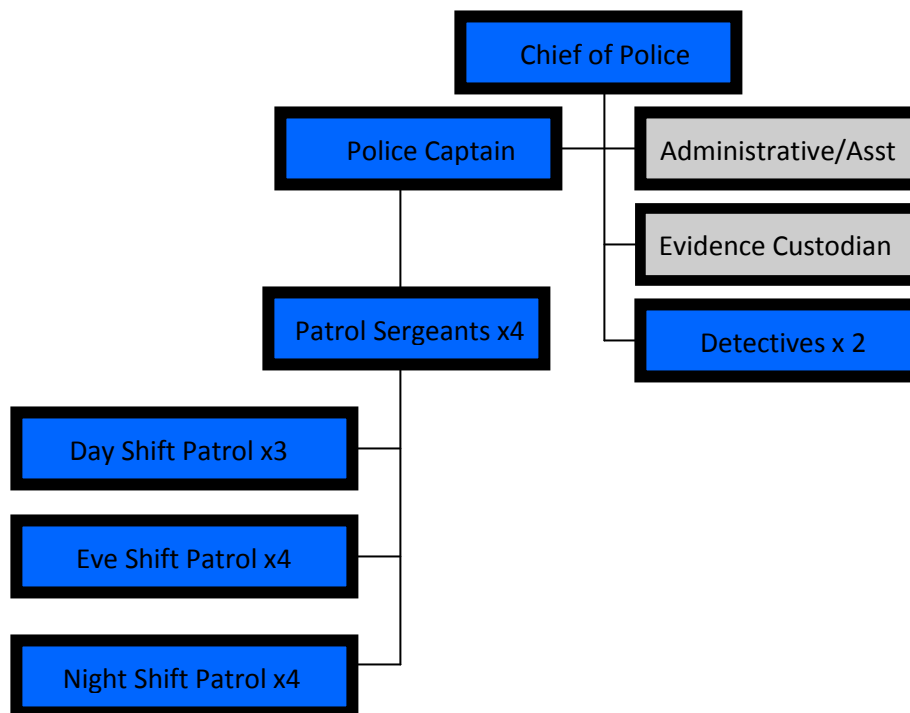 Chief of Police
Police Captain
Administrative/Asst
Evidence Custodian
Patrol Sergeants x4
Detectives x 2
Day Shift Patrol x3
Eve Shift Patrol x4
Night Shift Patrol x4